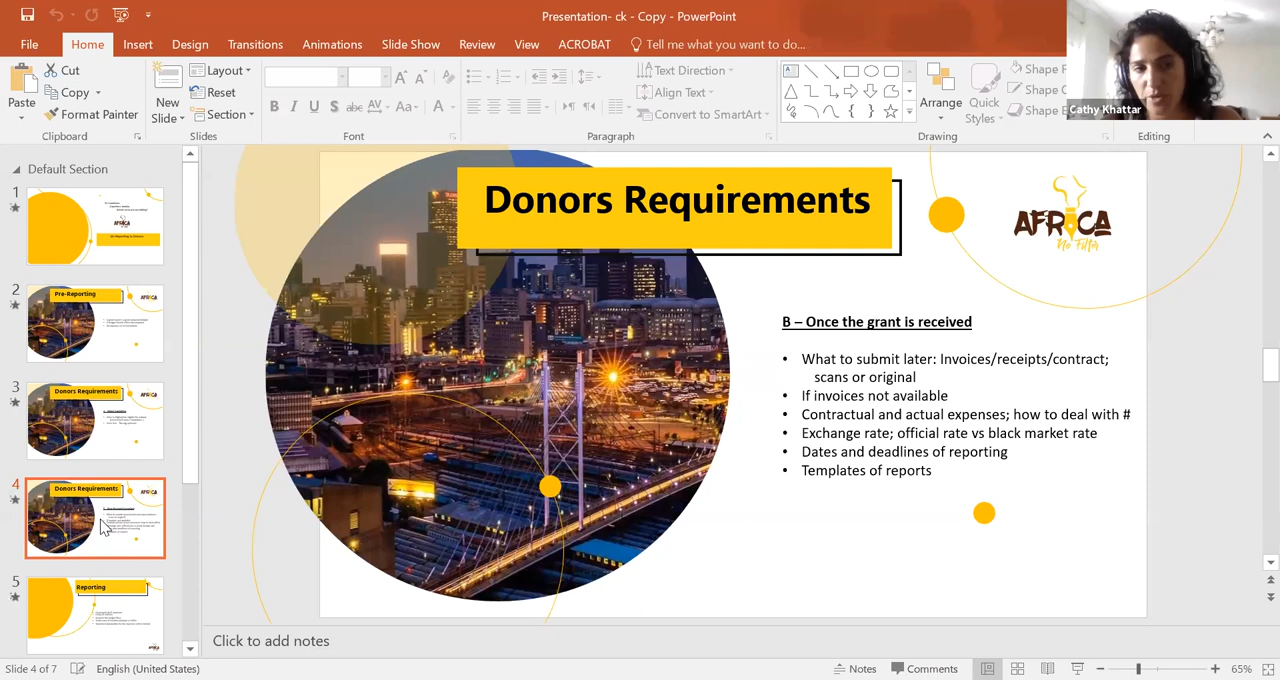 Presentation- ck - Copy - PowerPoint
File Home Insert Design Transitions Animations Slide Show Review View ACROBAT Tell me what you want to do...
Cut
Copy
Format Painter
Paste
Clipboard
New
Slide
Layout
Reset
Section
Slides
B I U S abc AV Aa A
Font
Text Direction
Align Text
Convert to SmartArt
Paragraph
Arrange
Quick
Styles
Shape F
Shape O
Shape E
Drawing
Editing
Cathy Khattar
Default Section
1
2
Pre-Reporting
AFRICA
3
Donors Requirements
AFRICA
4
Donors Requirements
AFRICA
5
Reporting
Donors Requirements
AFRICA
No Filter
B – Once the grant is received
• What to submit later: Invoices/receipts/contract;
scans or original
• If invoices not available
• Contractual and actual expenses; how to deal with #
• Exchange rate; official rate vs black market rate
• Dates and deadlines of reporting
• Templates of reports
Click to add notes
Slide 4 of 7 English (United States) Notes Comments 65%